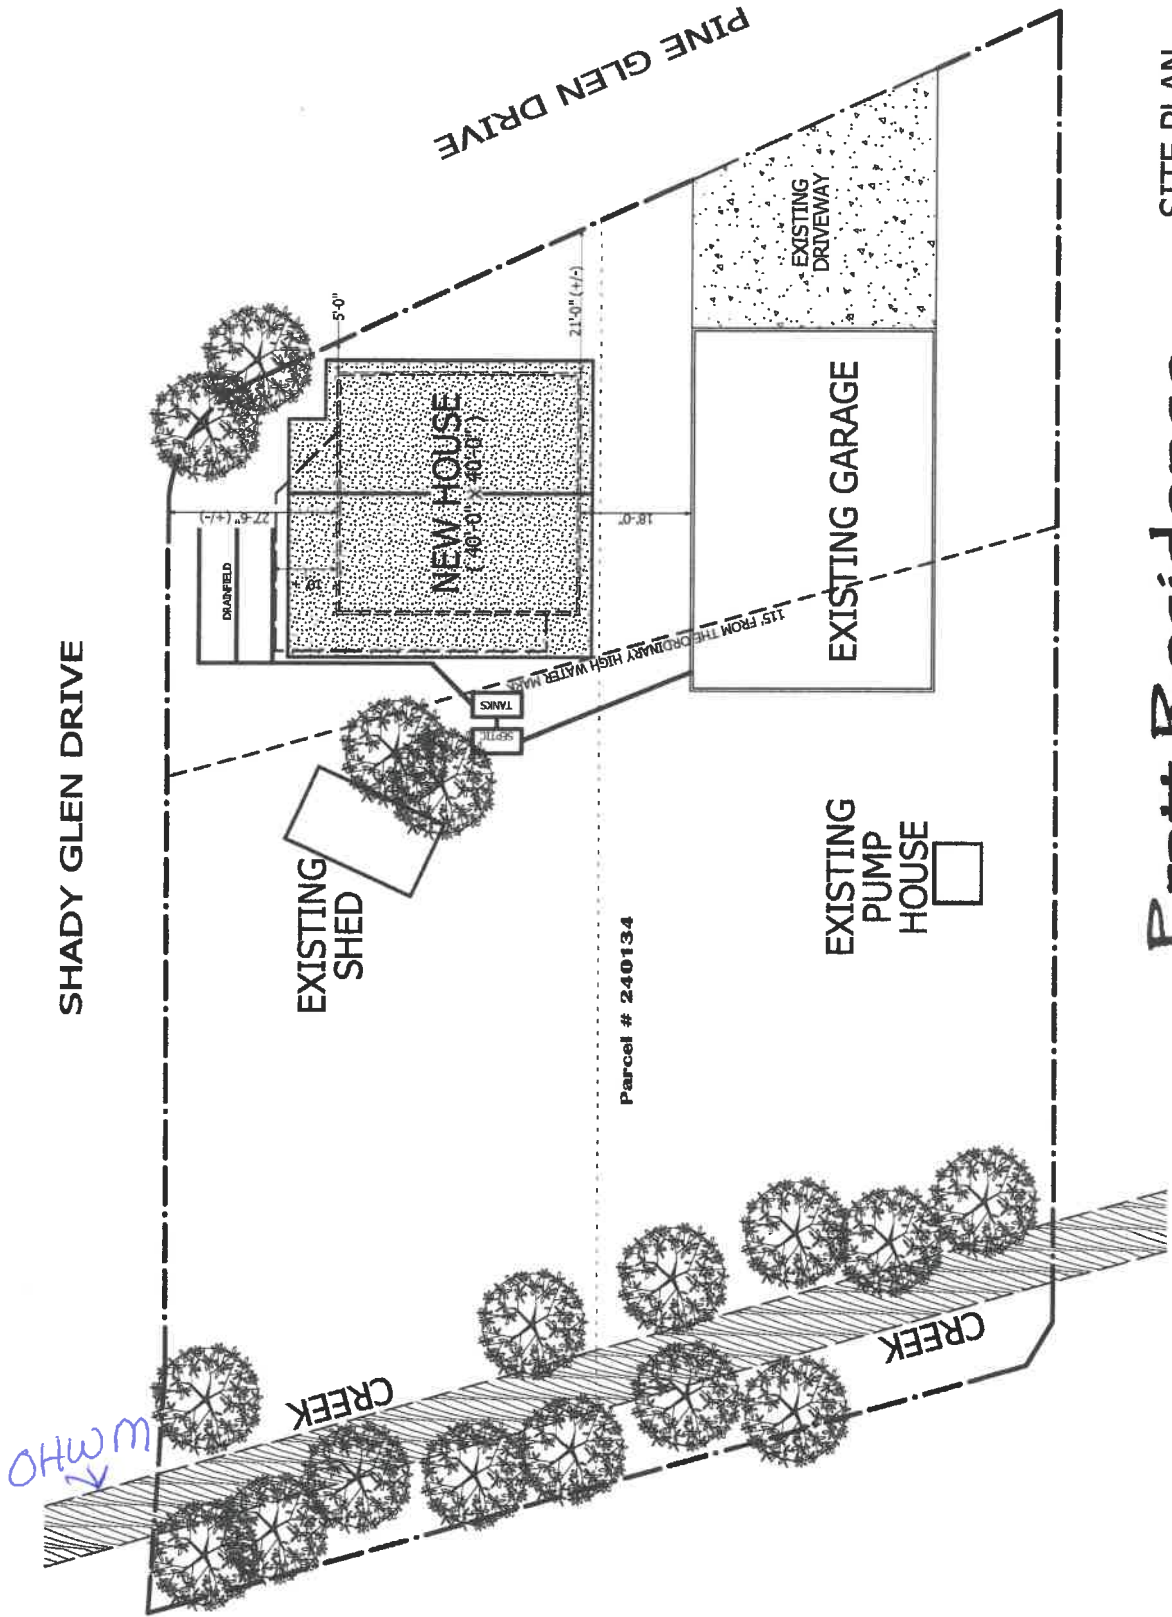 SHADY GLEN DRIVE
PINE GLEN DRIVE
OHWM
CREEK
CREEK
EXISTING
SHED
DRAINFIELD
27'-6" (+/-)
10'+
5'-0"
21'-0" (+/-)
NEW HOUSE
( 40'-0" X 40'-0" )
SEPTIC
TANKS
115' FROM THE ORDINARY HIGH WATER MARK
18'-0"
Parcel # 240134
EXISTING
PUMP
HOUSE
EXISTING GARAGE
EXISTING
DRIVEWAY
SITE PLAN